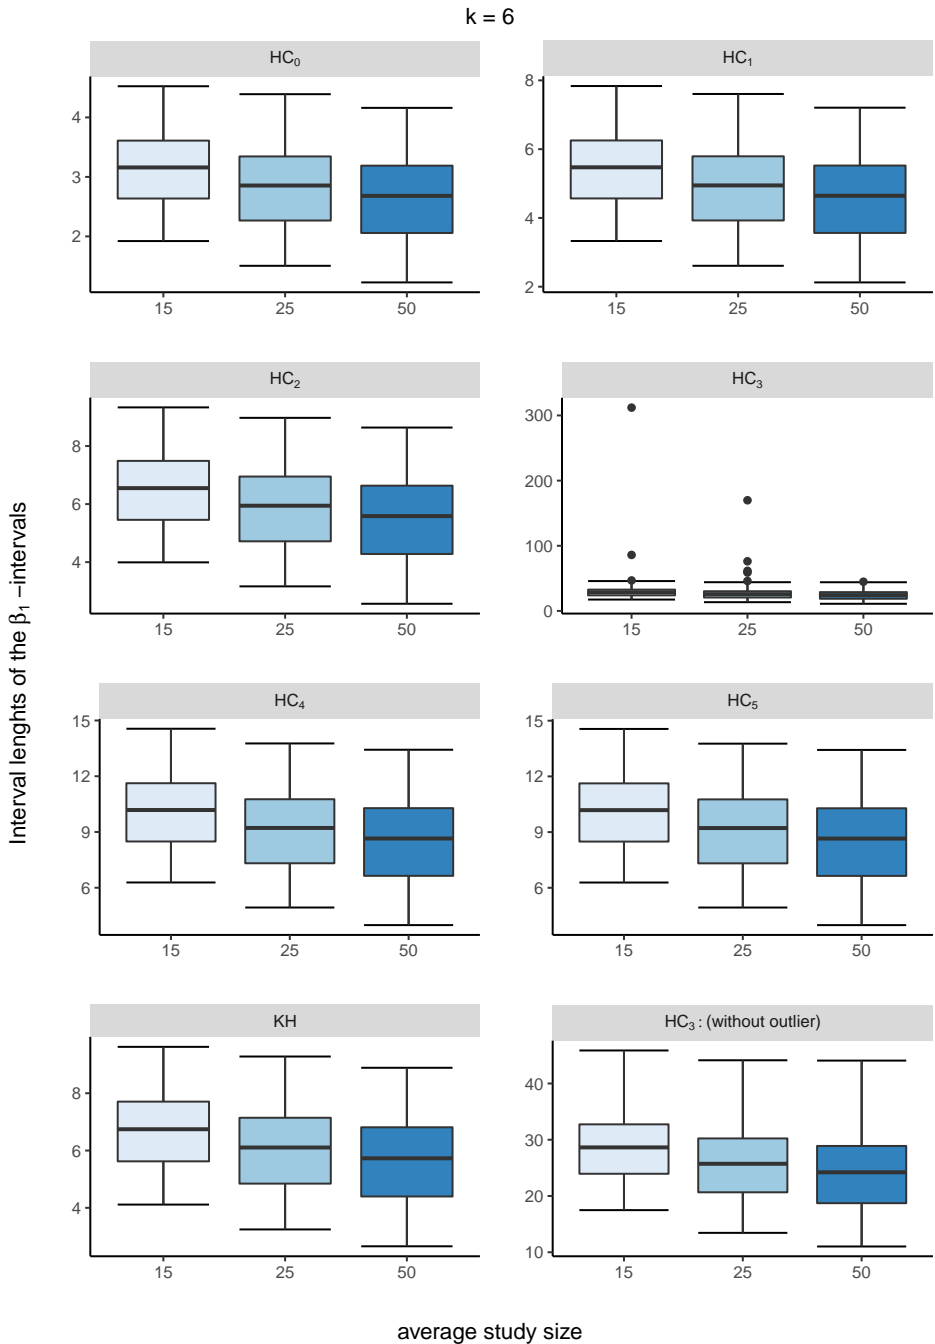 k = 6
HC₀
4
3
2
15 25 50
HC₁
8
6
4
2
15 25 50
HC₂
8
6
4
15 25 50
HC₃
300
200
100
0
15 25 50
Interval lenghts of the β₁ −intervals
HC₄
15
12
9
6
15 25 50
HC₅
15
12
9
6
15 25 50
KH
8
6
4
15 25 50
HC₃ : (without outlier)
40
30
20
10
15 25 50
average study size